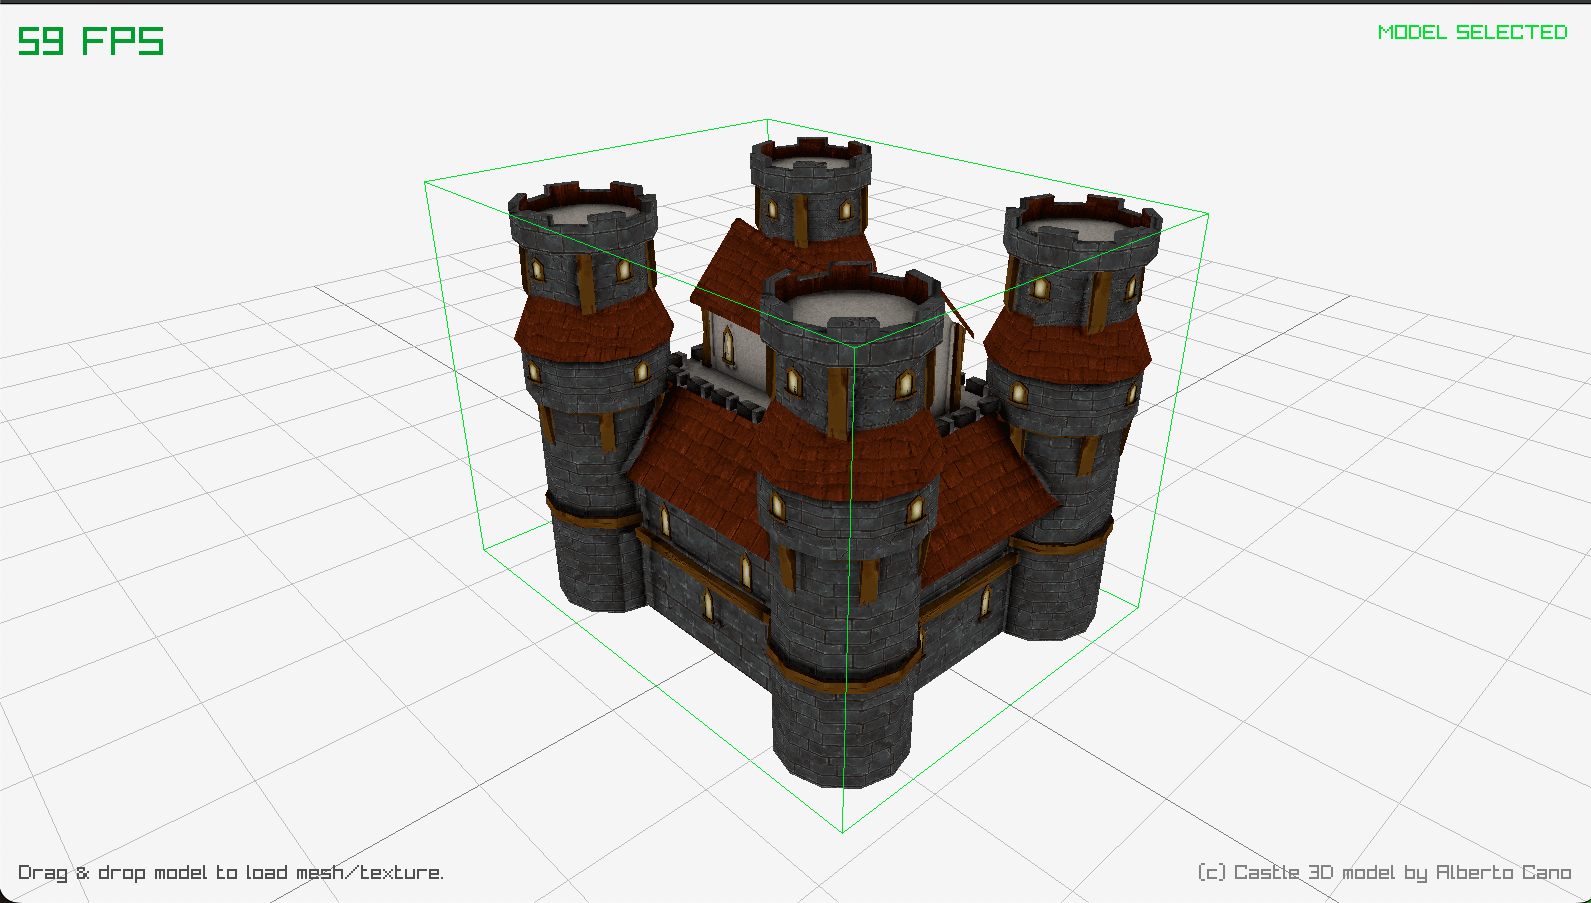 59 FPS
MODEL SELECTED
Drag & drop model to load mesh/texture.
(c) Castle 3D model by Alberto Cano